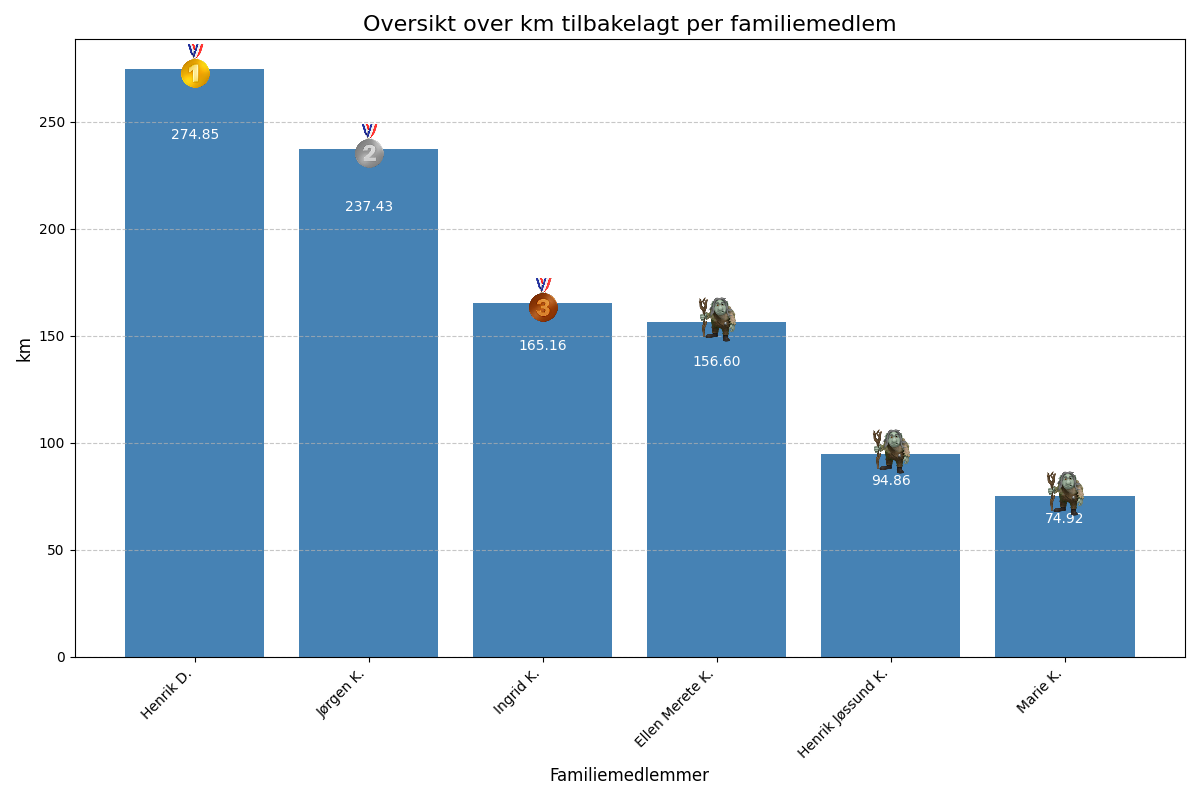 Oversikt over km tilbakelagt per familiemedlem
km
250
200
150
100
50
0
1
274.85
2
237.43
3
165.16
156.60
94.86
74.92
Henrik D.
Jørgen K.
Ingrid K.
Ellen Merete K.
Henrik Jøssund K.
Marie K.
Familiemedlemmer